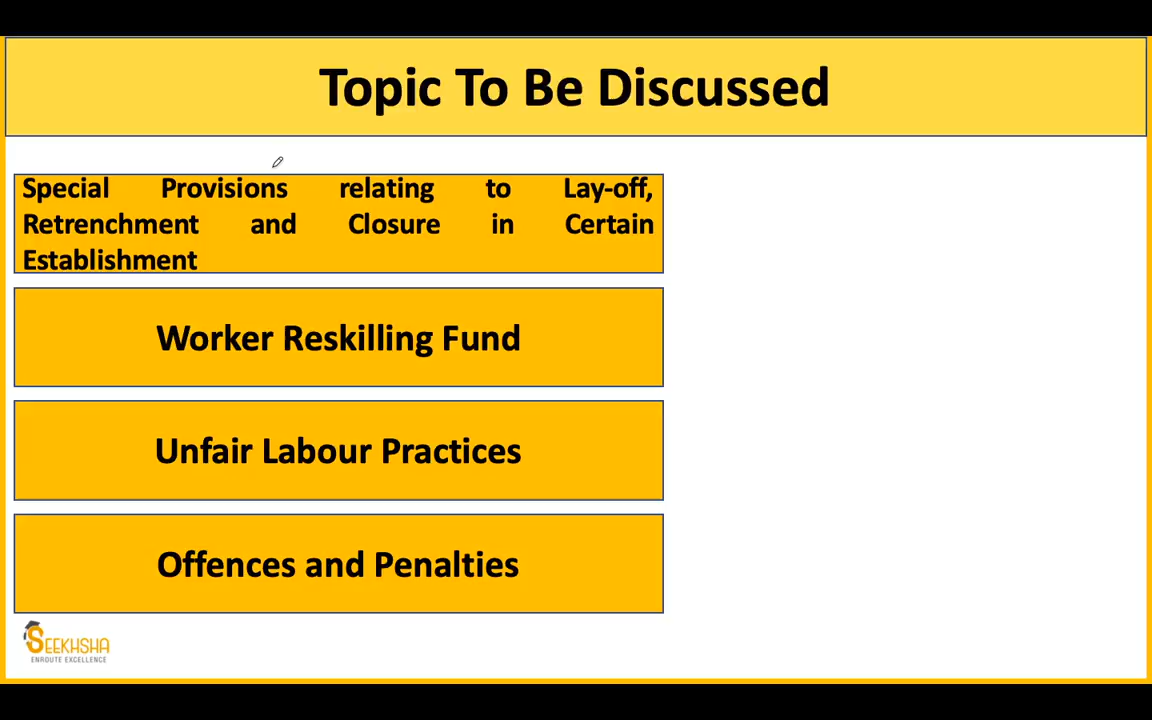 Topic To Be Discussed
Special Provisions relating to Lay-off,
Retrenchment and Closure in Certain
Establishment
Worker Reskilling Fund
Unfair Labour Practices
Offences and Penalties
SEEKHSHA
ENROUTE EXCELLENCE